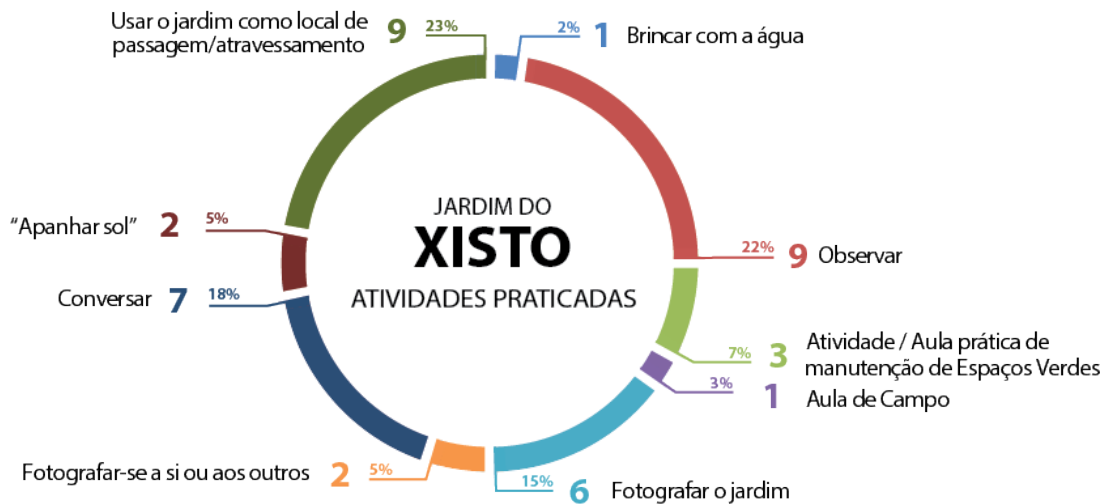 Usar o jardim como local de
passagem/atravessamento
9
23%
2%
1
Brincar com a água
"Apanhar sol"
2
5%
JARDIM DO
XISTO
ATIVIDADES PRATICADAS
22%
9
Observar
Conversar
7
18%
7%
3
Atividade / Aula prática de
manutenção de Espaços Verdes
3%
1
Aula de Campo
Fotografar-se a si ou aos outros
2
5%
15%
6
Fotografar o jardim